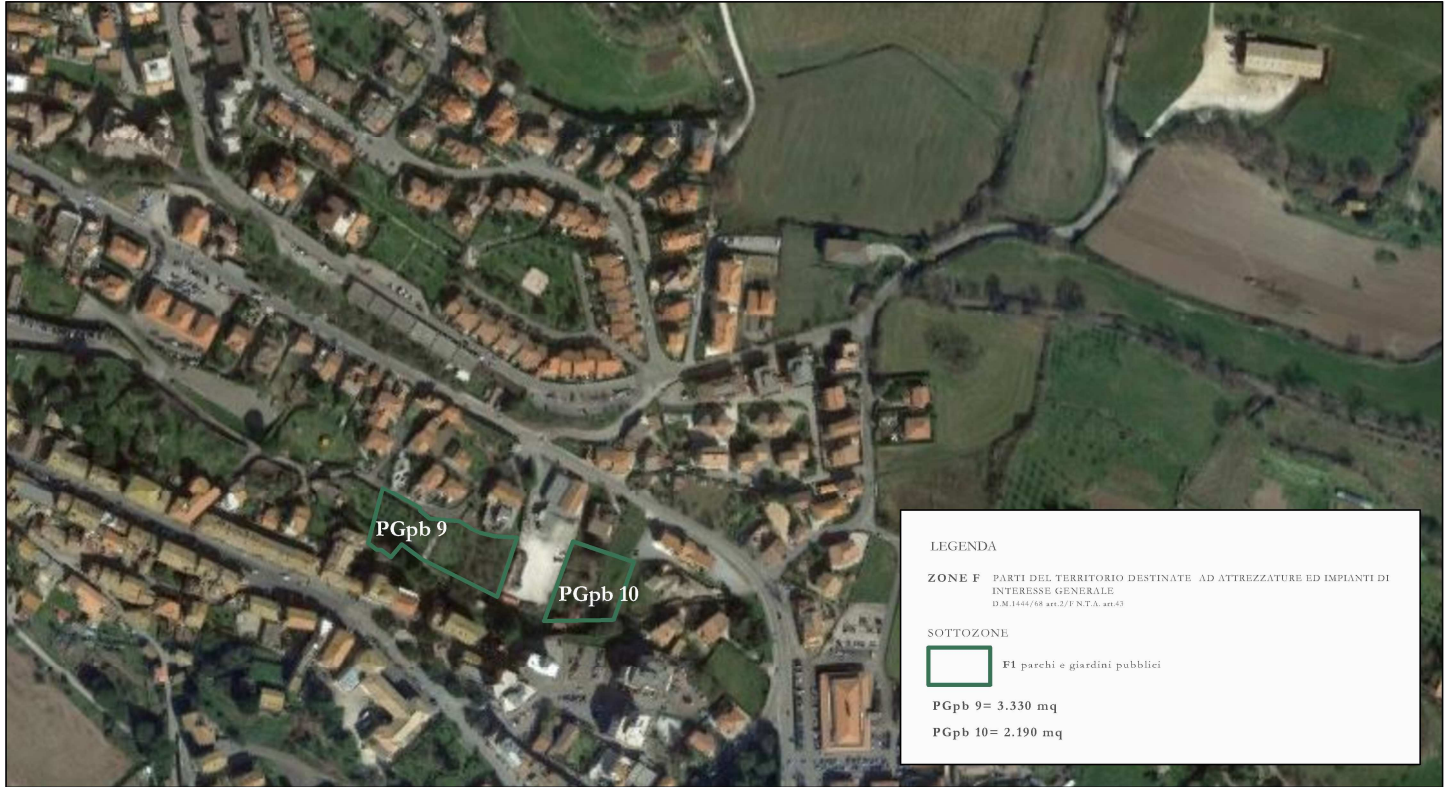 PGpb 9
PGpb 10
LEGENDA
ZONE F PARTI DEL TERRITORIO DESTINATE AD ATTREZZATURE ED IMPIANTI DI
INTERESSE GENERALE
D.M.1444/68 art.2/F N.T.A. art.43
SOTTOZONE
F1 parchi e giardini pubblici
PGpb 9= 3.330 mq
PGpb 10= 2.190 mq